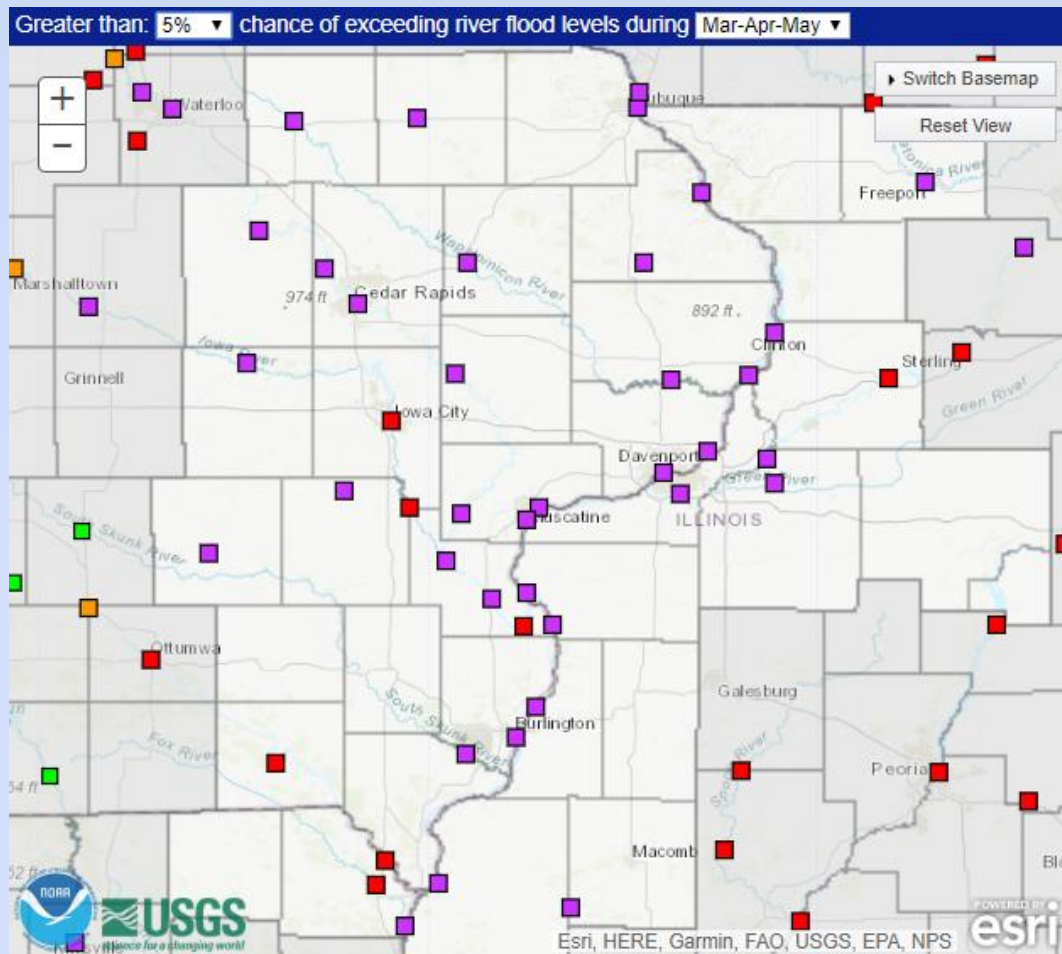 Greater than: 5% chance of exceeding river flood levels during Mar-Apr-May
+
−
Switch Basemap
Reset View
Waterloo
Freeport
Wapsipinicon River
Marshalltown
974 ft
Cedar Rapids
892 ft
Clinton
Iowa River
Sterling
Grinnell
Green River
Iowa City
Davenport
Green River
ILLINOIS
South Skunk River
Ottumwa
Galesburg
South Skunk River
Burlington
Fox River
Peoria
Macomb
NOAA
USGS
science for a changing world
POWERED BY
esri
Esri, HERE, Garmin, FAO, USGS, EPA, NPS